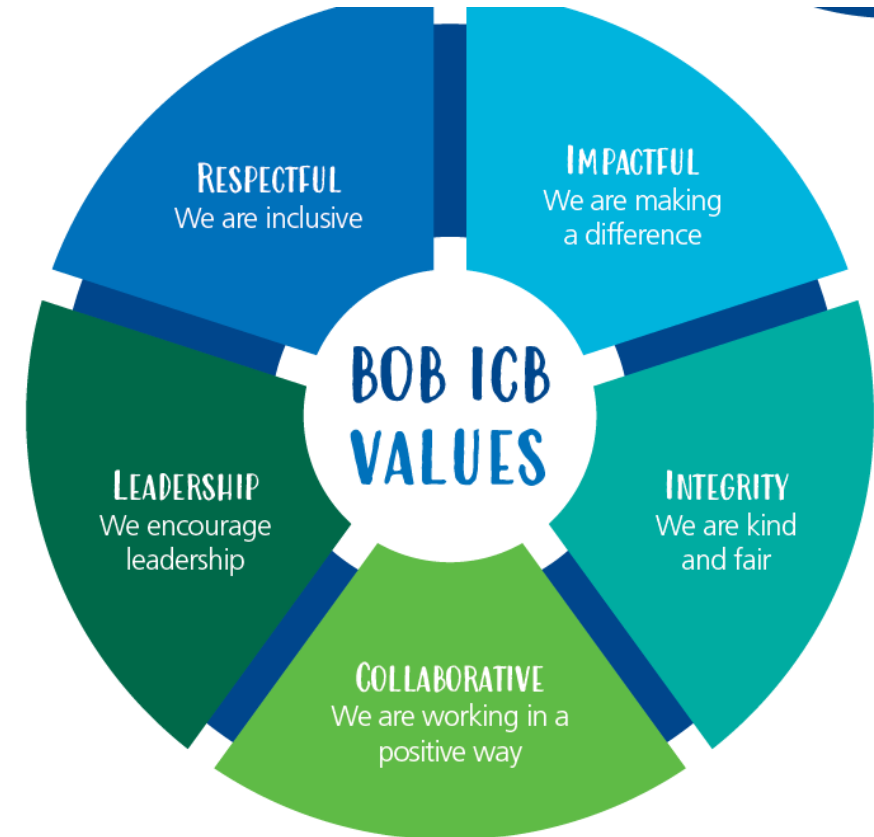 RESPECTFUL
We are inclusive
IMPACTFUL
We are making
a difference
BOB ICB
VALUES
LEADERSHIP
We encourage
leadership
INTEGRITY
We are kind
and fair
COLLABORATIVE
We are working in a
positive way